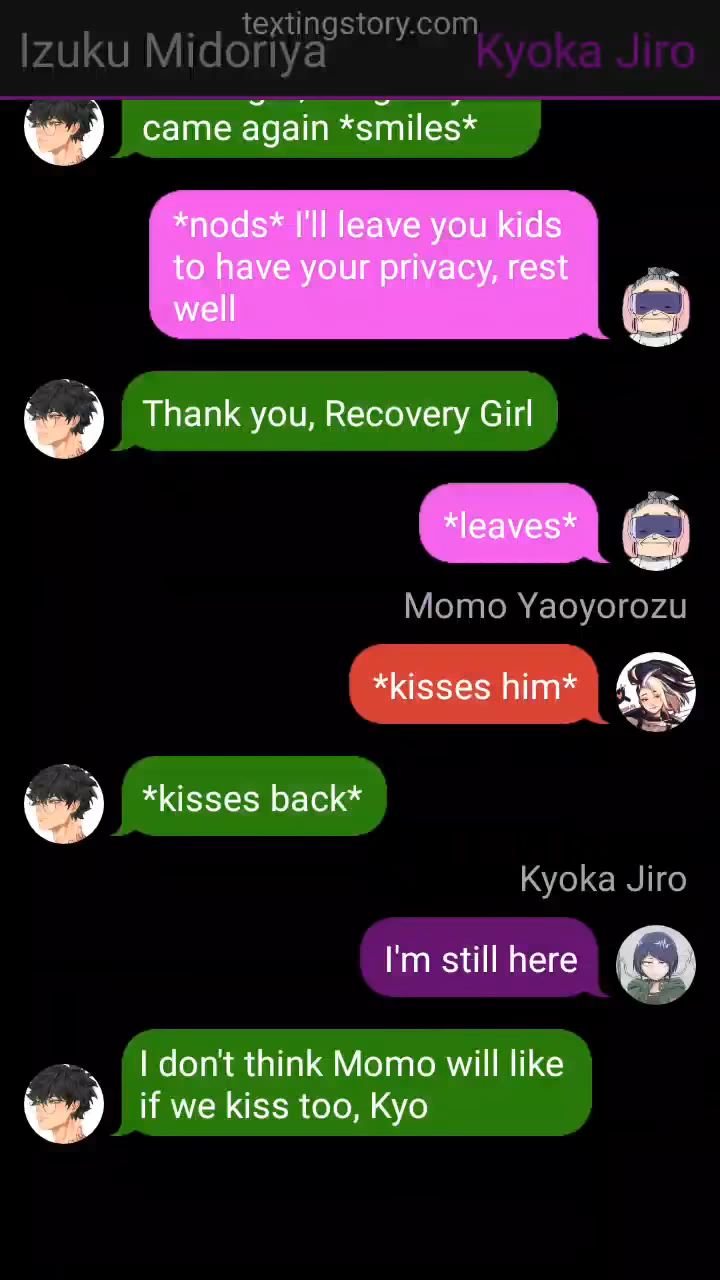 textingstory.com
Izuku Midoriya
Kyoka Jiro
came again *smiles*
*nods* I'll leave you kids
to have your privacy, rest
well
Thank you, Recovery Girl
*leaves*
Momo Yaoyorozu
*kisses him*
*kisses back*
Kyoka Jiro
I'm still here
I don't think Momo will like
if we kiss too, Kyo